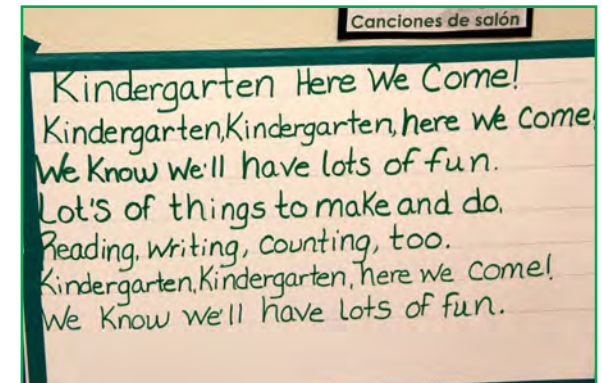 Canciones de salón
Kindergarten Here We Come!
Kindergarten, Kindergarten, here we Come!
We Know we'll have lots of fun.
Lot's of things to make and do.
Reading, writing, counting, too.
Kindergarten, Kindergarten, here we Come!
We Know we'll have lots of fun.